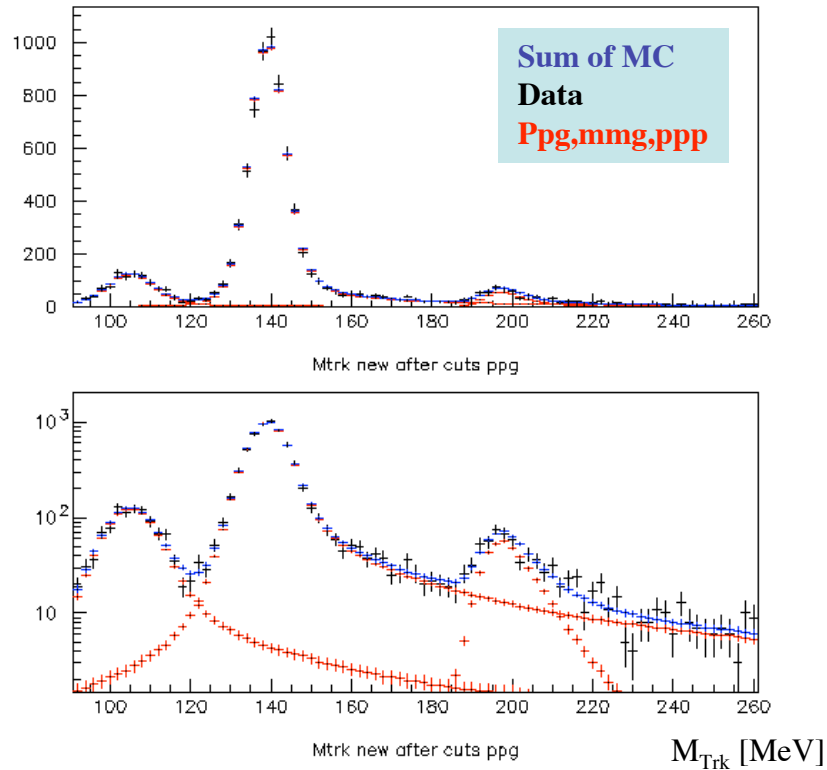 1000
800
600
400
200
0
Sum of MC
Data
Ppg,mmg,ppp
100 120 140 160 180 200 220 240 260
Mtrk new after cuts ppg
10³
10²
10
100 120 140 160 180 200 220 240 260
Mtrk new after cuts ppg
M_Trk [MeV]